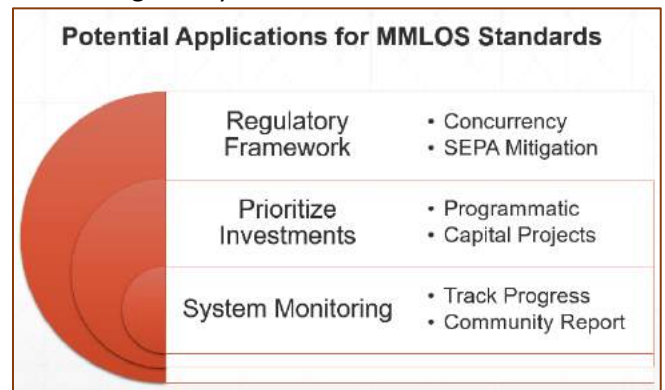 Potential Applications for MMLOS Standards
Regulatory
Framework
• Concurrency
• SEPA Mitigation
Prioritize
Investments
• Programmatic
• Capital Projects
System Monitoring
• Track Progress
• Community Report